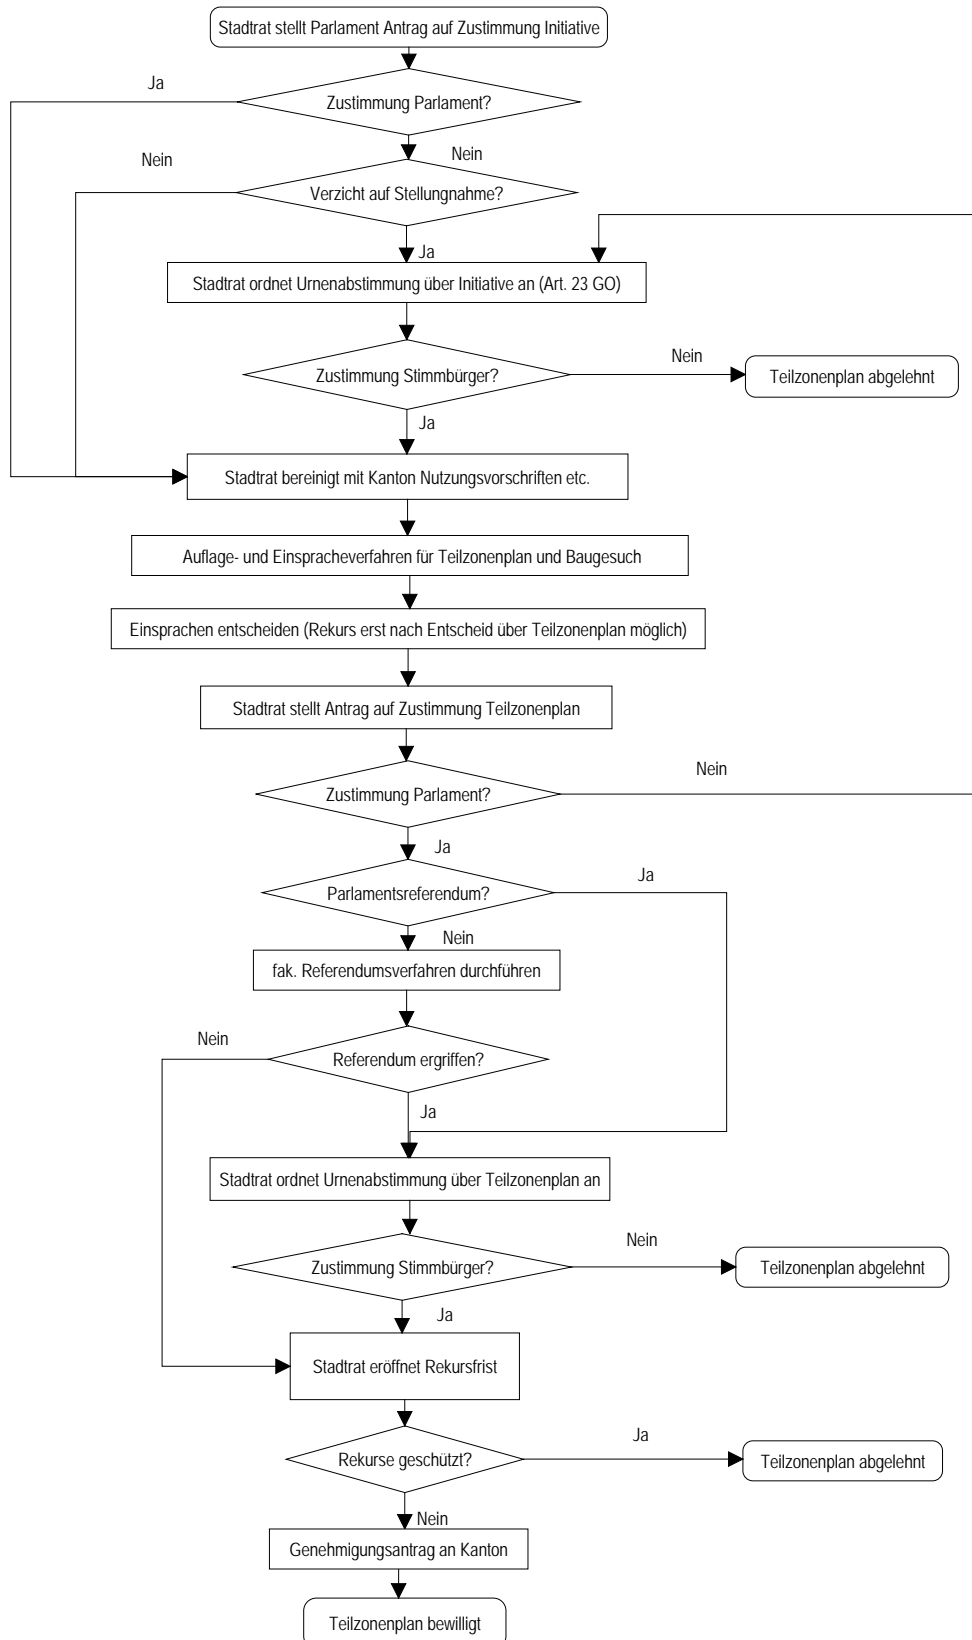 Stadtrat stellt Parlament Antrag auf Zustimmung Initiative
Ja
Zustimmung Parlament?
Nein
Nein
Verzicht auf Stellungnahme?
Ja
Stadtrat ordnet Urnenabstimmung über Initiative an (Art. 23 GO)
Nein
Zustimmung Stimmbürger?
Teilzonenplan abgelehnt
Ja
Stadtrat bereinigt mit Kanton Nutzungsvorschriften etc.
Auflage- und Einspracheverfahren für Teilzonenplan und Baugesuch
Einsprachen entscheiden (Rekurs erst nach Entscheid über Teilzonenplan möglich)
Stadtrat stellt Antrag auf Zustimmung Teilzonenplan
Nein
Zustimmung Parlament?
Ja
Ja
Parlamentsreferendum?
Nein
fak. Referendumsverfahren durchführen
Nein
Referendum ergriffen?
Ja
Stadtrat ordnet Urnenabstimmung über Teilzonenplan an
Nein
Zustimmung Stimmbürger?
Teilzonenplan abgelehnt
Ja
Stadtrat eröffnet Rekursfrist
Ja
Rekurse geschützt?
Teilzonenplan abgelehnt
Nein
Genehmigungsantrag an Kanton
Teilzonenplan bewilligt